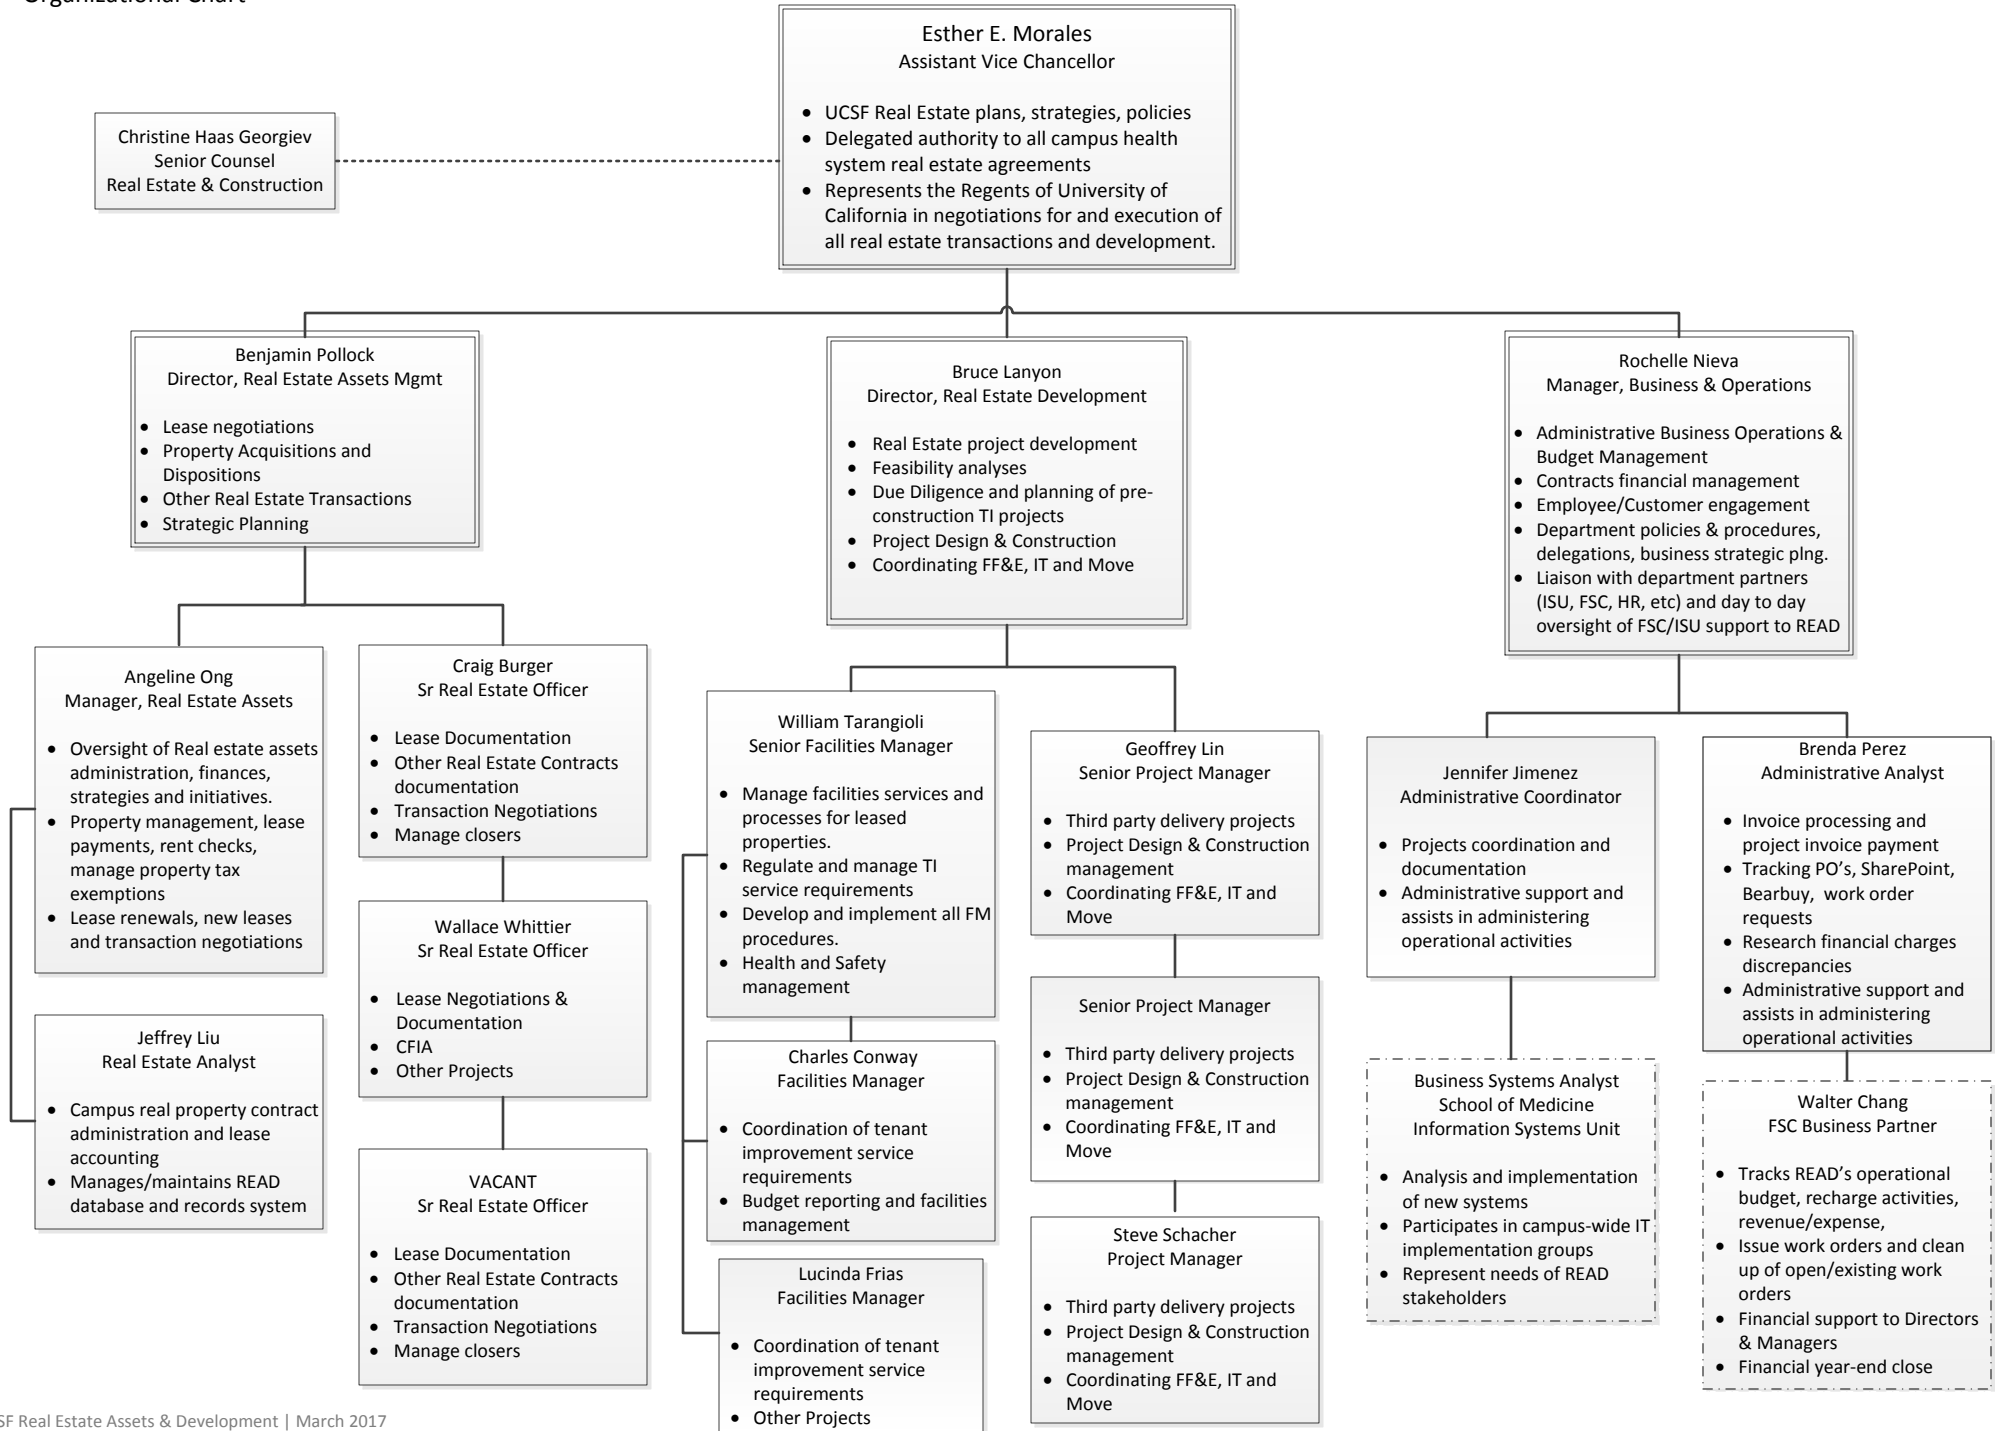 Organizational Chart
Esther E. Morales
Assistant Vice Chancellor
• UCSF Real Estate plans, strategies, policies
• Delegated authority to all campus health
system real estate agreements
• Represents the Regents of University of
California in negotiations for and execution of
all real estate transactions and development.
Christine Haas Georgiev
Senior Counsel
Real Estate & Construction
Benjamin Pollock
Director, Real Estate Assets Mgmt
• Lease negotiations
• Property Acquisitions and
Dispositions
• Other Real Estate Transactions
• Strategic Planning
Bruce Lanyon
Director, Real Estate Development
• Real Estate project development
• Feasibility analyses
• Due Diligence and planning of pre-
construction TI projects
• Project Design & Construction
• Coordinating FF&E, IT and Move
Rochelle Nieva
Manager, Business & Operations
• Administrative Business Operations &
Budget Management
• Contracts financial management
• Employee/Customer engagement
• Department policies & procedures,
delegations, business strategic plng.
• Liaison with department partners
(ISU, FSC, HR, etc) and day to day
oversight of FSC/ISU support to READ
Angeline Ong
Manager, Real Estate Assets
• Oversight of Real estate assets
administration, finances,
strategies and initiatives.
• Property management, lease
payments, rent checks,
manage property tax
exemptions
• Lease renewals, new leases
and transaction negotiations
Jeffrey Liu
Real Estate Analyst
• Campus real property contract
administration and lease
accounting
• Manages/maintains READ
database and records system
Craig Burger
Sr Real Estate Officer
• Lease Documentation
• Other Real Estate Contracts
documentation
• Transaction Negotiations
• Manage closers
Wallace Whittier
Sr Real Estate Officer
• Lease Negotiations &
Documentation
• CFIA
• Other Projects
VACANT
Sr Real Estate Officer
• Lease Documentation
• Other Real Estate Contracts
documentation
• Transaction Negotiations
• Manage closers
William Tarangioli
Senior Facilities Manager
• Manage facilities services and
processes for leased
properties.
• Regulate and manage TI
service requirements
• Develop and implement all FM
procedures.
• Health and Safety
management
Charles Conway
Facilities Manager
• Coordination of tenant
improvement service
requirements
• Budget reporting and facilities
management
Lucinda Frias
Facilities Manager
• Coordination of tenant
improvement service
requirements
• Other Projects
Geoffrey Lin
Senior Project Manager
• Third party delivery projects
• Project Design & Construction
management
• Coordinating FF&E, IT and
Move
Senior Project Manager
• Third party delivery projects
• Project Design & Construction
management
• Coordinating FF&E, IT and
Move
Steve Schacher
Project Manager
• Third party delivery projects
• Project Design & Construction
management
• Coordinating FF&E, IT and
Move
Jennifer Jimenez
Administrative Coordinator
• Projects coordination and
documentation
• Administrative support and
assists in administering
operational activities
Business Systems Analyst
School of Medicine
Information Systems Unit
• Analysis and implementation
of new systems
• Participates in campus-wide IT
implementation groups
• Represent needs of READ
stakeholders
Brenda Perez
Administrative Analyst
• Invoice processing and
project invoice payment
• Tracking PO’s, SharePoint,
Bearbuy, work order
requests
• Research financial charges
discrepancies
• Administrative support and
assists in administering
operational activities
Walter Chang
FSC Business Partner
• Tracks READ’s operational
budget, recharge activities,
revenue/expense,
• Issue work orders and clean
up of open/existing work
orders
• Financial support to Directors
& Managers
• Financial year-end close
SF Real Estate Assets & Development | March 2017